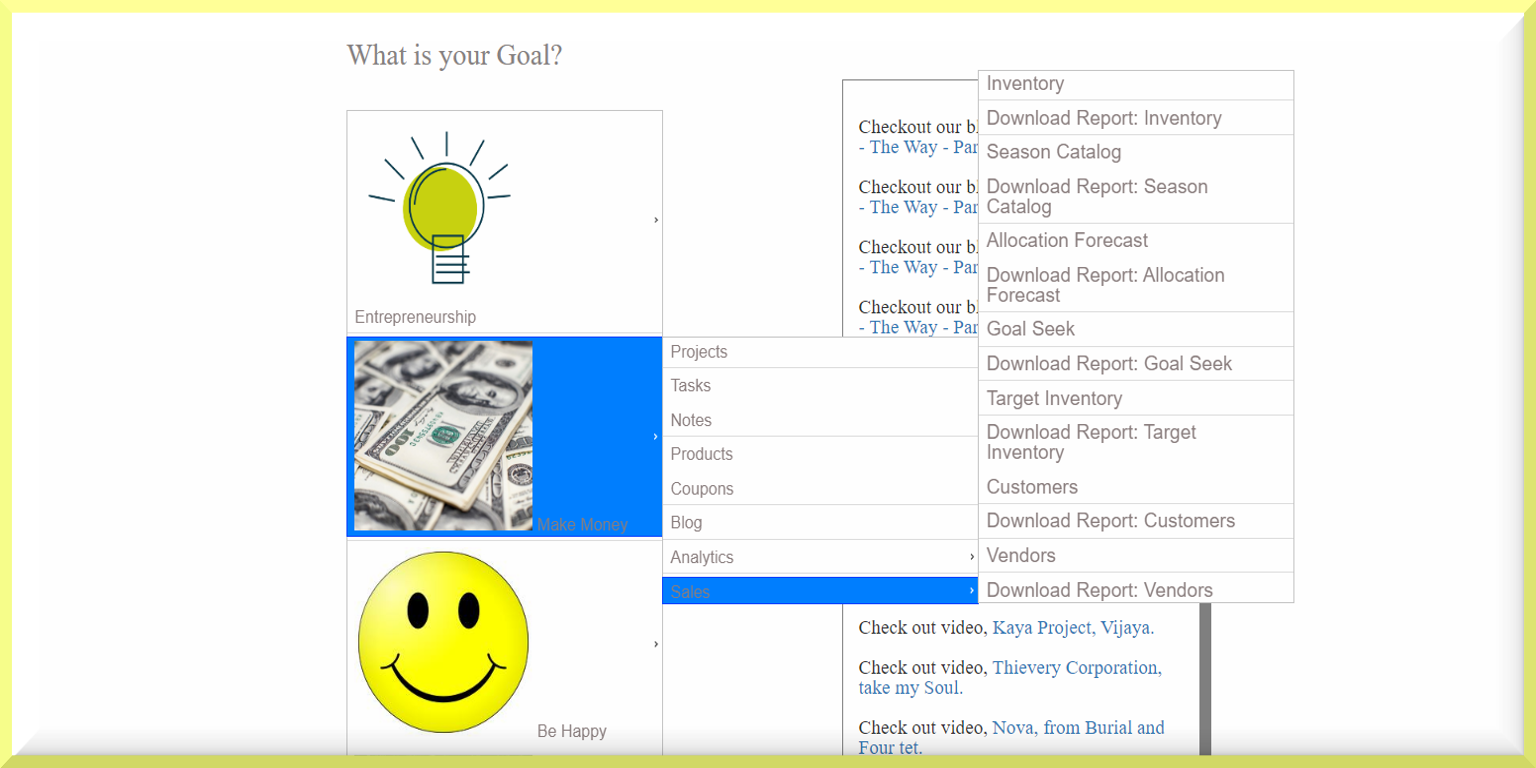 What is your Goal?
Entrepreneurship
Make Money
Be Happy
Projects
Tasks
Notes
Products
Coupons
Blog
Analytics
Sales
Inventory
Download Report: Inventory
Season Catalog
Download Report: Season
Catalog
Allocation Forecast
Download Report: Allocation
Forecast
Goal Seek
Download Report: Goal Seek
Target Inventory
Download Report: Target
Inventory
Customers
Download Report: Customers
Vendors
Download Report: Vendors
Checkout our
- The Way -
Checkout our
- The Way -
Checkout our
- The Way -
Checkout our
- The Way -
Check out video, Kaya Project, Vijaya.
Check out video, Thievery Corporation,
take my Soul.
Check out video, Nova, from Burial and
Four tet.